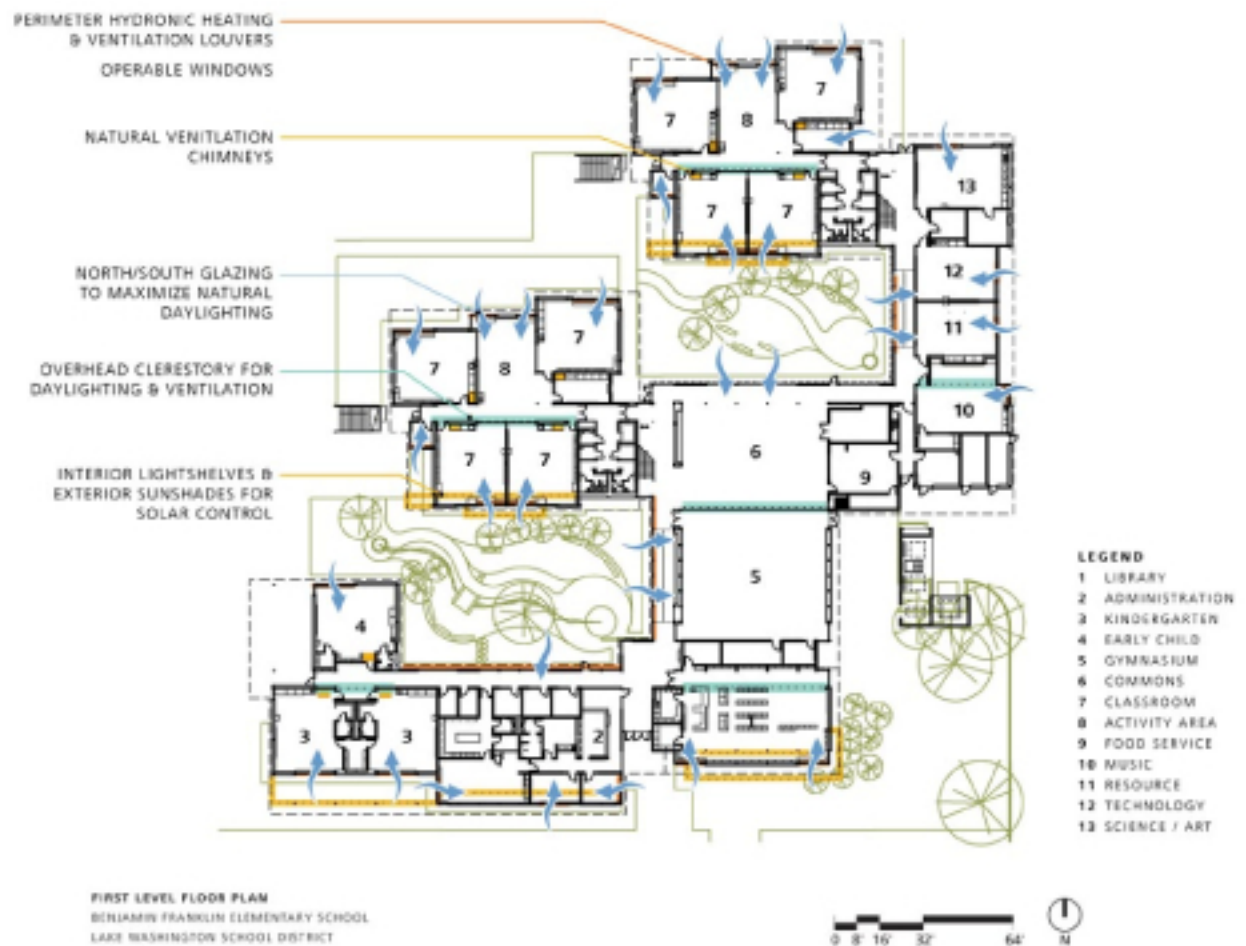 PERIMETER HYDRONIC HEATING
& VENTILATION LOUVERS
OPERABLE WINDOWS
NATURAL VENITLATION
CHIMNEYS
NORTH/SOUTH GLAZING
TO MAXIMIZE NATURAL
DAYLIGHTING
OVERHEAD CLERESTORY FOR
DAYLIGHTING & VENTILATION
INTERIOR LIGHTSHELVES &
EXTERIOR SUNSHADES FOR
SOLAR CONTROL
7
7
8
13
7
7
12
11
7
7
8
10
6
7
7
9
5
4
3
3
2
1
LEGEND
1 LIBRARY
2 ADMINISTRATION
3 KINDERGARTEN
4 EARLY CHILD
5 GYMNASIUM
6 COMMONS
7 CLASSROOM
8 ACTIVITY AREA
9 FOOD SERVICE
10 MUSIC
11 RESOURCE
12 TECHNOLOGY
13 SCIENCE / ART
FIRST LEVEL FLOOR PLAN
BENJAMIN FRANKLIN ELEMENTARY SCHOOL
LAKE WASHINGTON SCHOOL DISTRICT
0 8' 16' 32' 64'
N